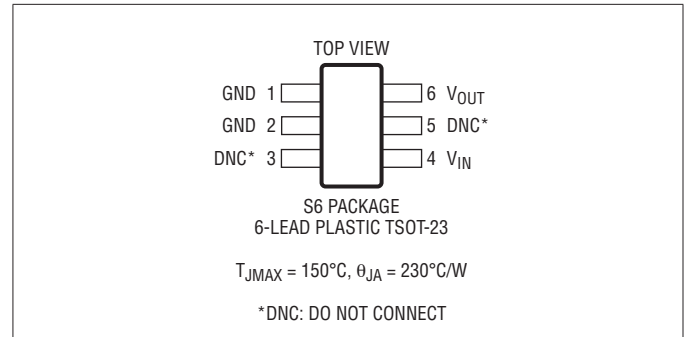 TOP VIEW
GND 1 6 VOUT
GND 2 5 DNC*
DNC* 3 4 VIN
S6 PACKAGE
6-LEAD PLASTIC TSOT-23
TJMAX = 150°C, θJA = 230°C/W
*DNC: DO NOT CONNECT